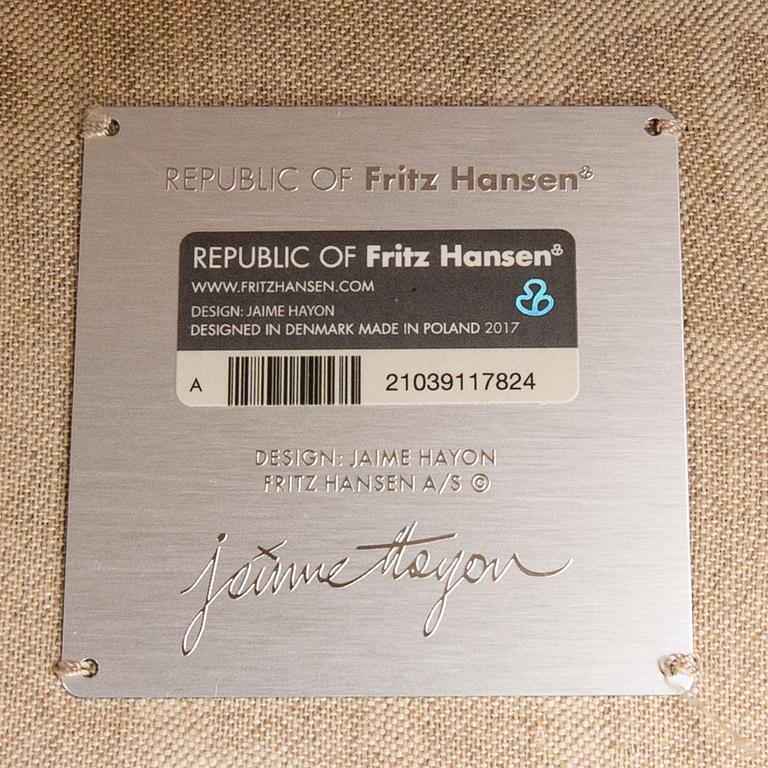 REPUBLIC OF Fritz Hansen
REPUBLIC OF Fritz Hansen
WWW.FRITZHANSEN.COM
DESIGN: JAIME HAYON
DESIGNED IN DENMARK MADE IN POLAND 2017
A 21039117824
DESIGN: JAIME HAYON
FRITZ HANSEN A/S ©
jaime Hayon